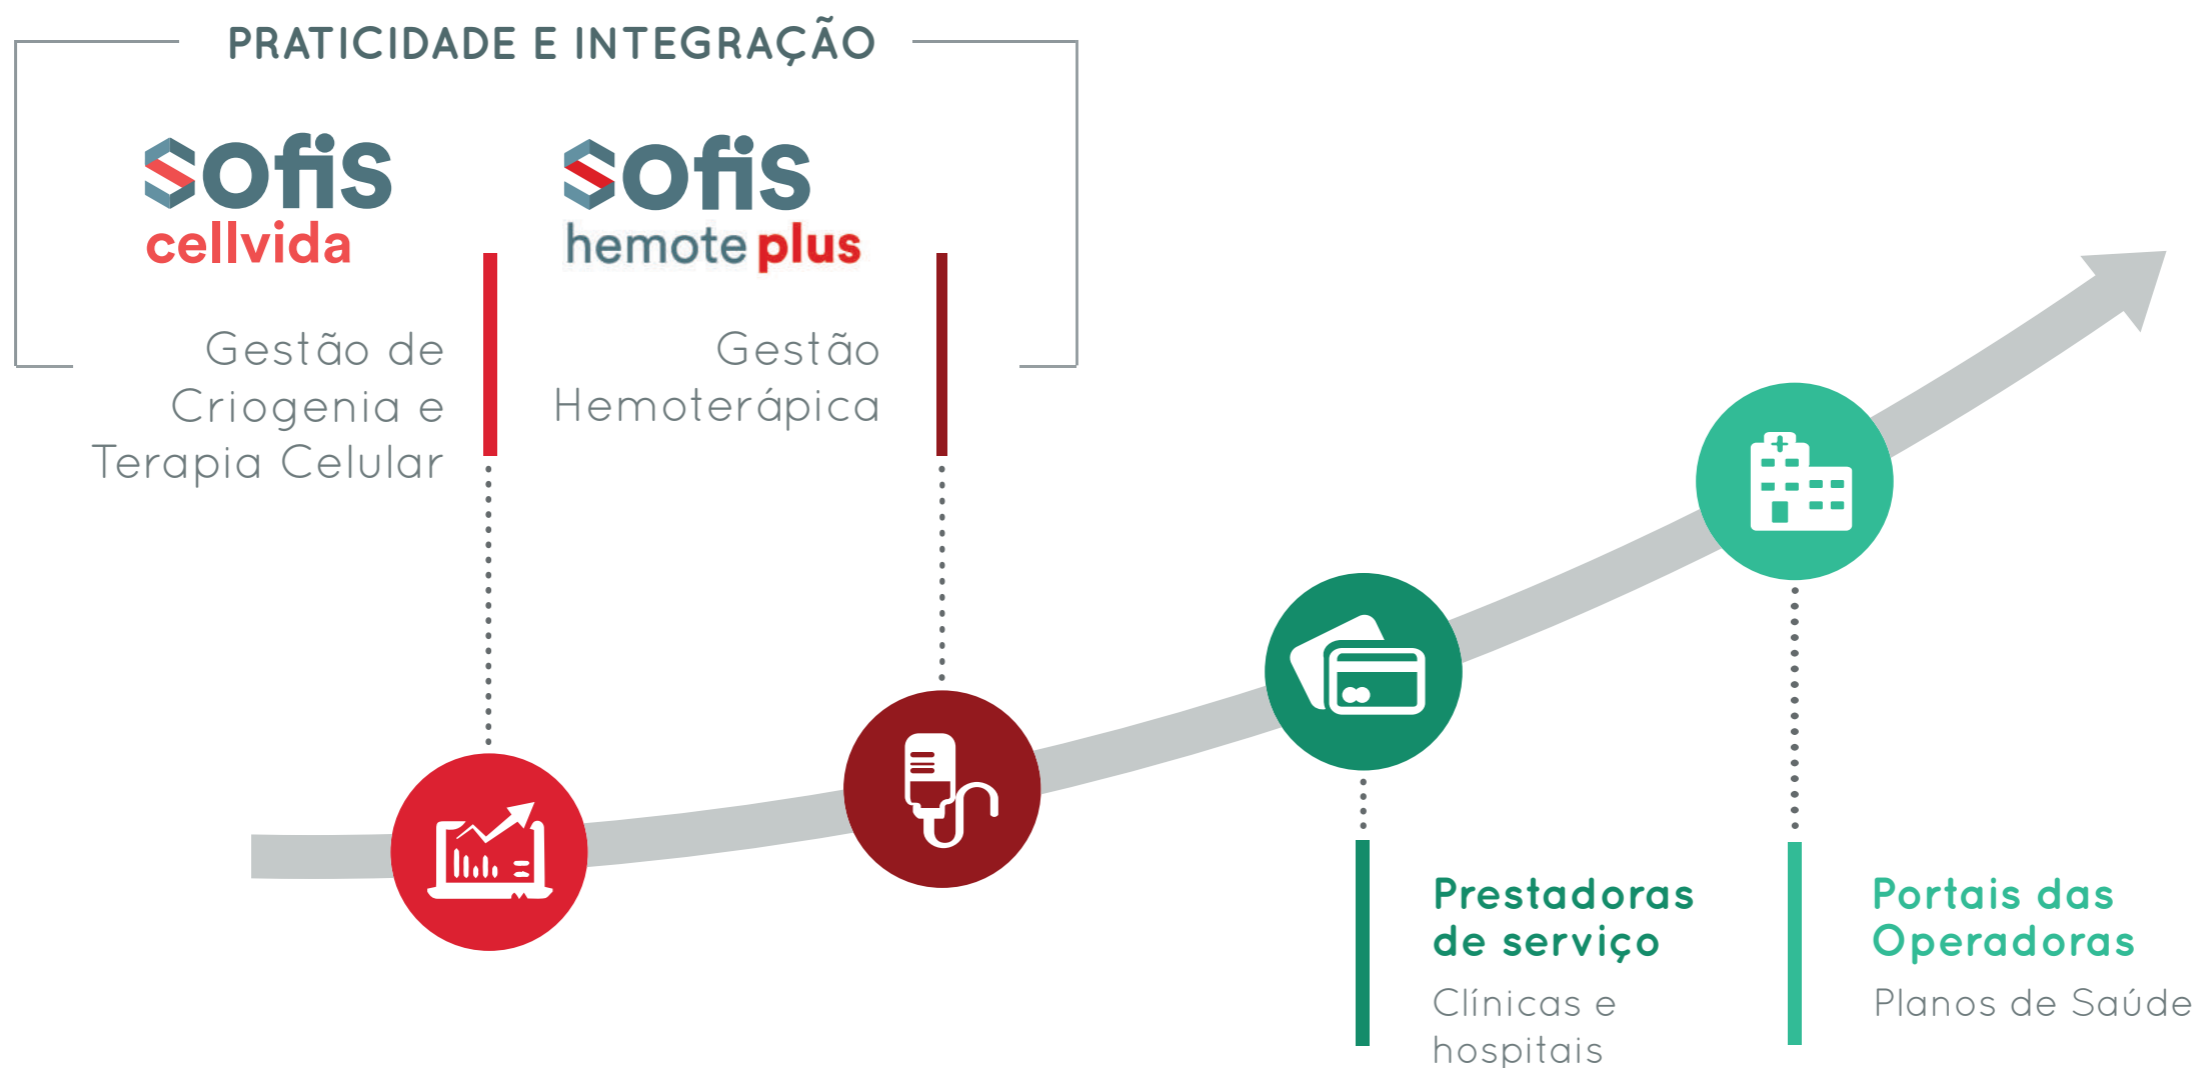 PRATICIDADE E INTEGRAÇÃO
sofis
cellvida
Gestão de
Criogenia e
Terapia Celular
sofis
hemote plus
Gestão
Hemoterápica
Prestadoras
de serviço
Clínicas e
hospitais
Portais das
Operadoras
Planos de Saúde